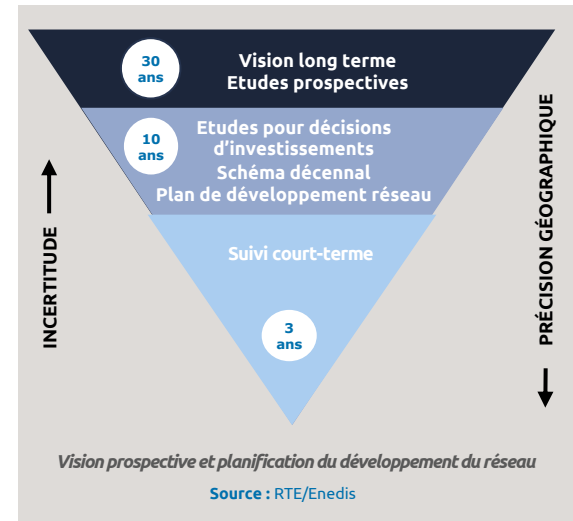 30
ans
Vision long terme
Etudes prospectives
10
ans
Etudes pour décisions
d’investissements
Schéma décennal
Plan de développement réseau
Suivi court-terme
3
ans
INCERTITUDE
PRÉCISION GÉOGRAPHIQUE
Vision prospective et planification du développement du réseau
Source : RTE/Enedis